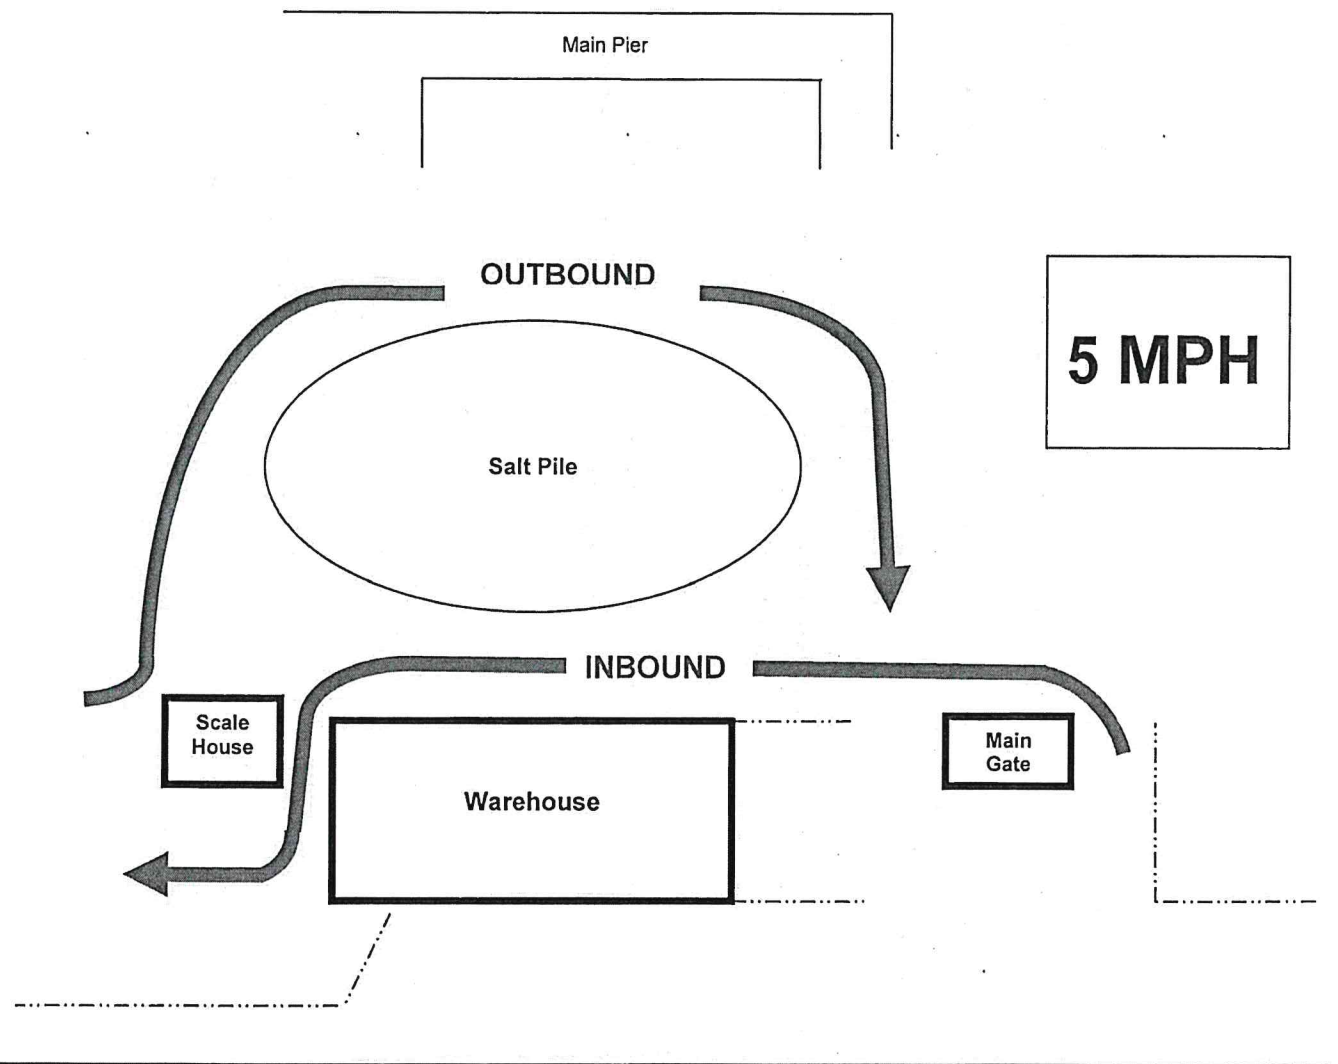 Main Pier
OUTBOUND
5 MPH
Salt Pile
INBOUND
Scale
House
Main
Gate
Warehouse